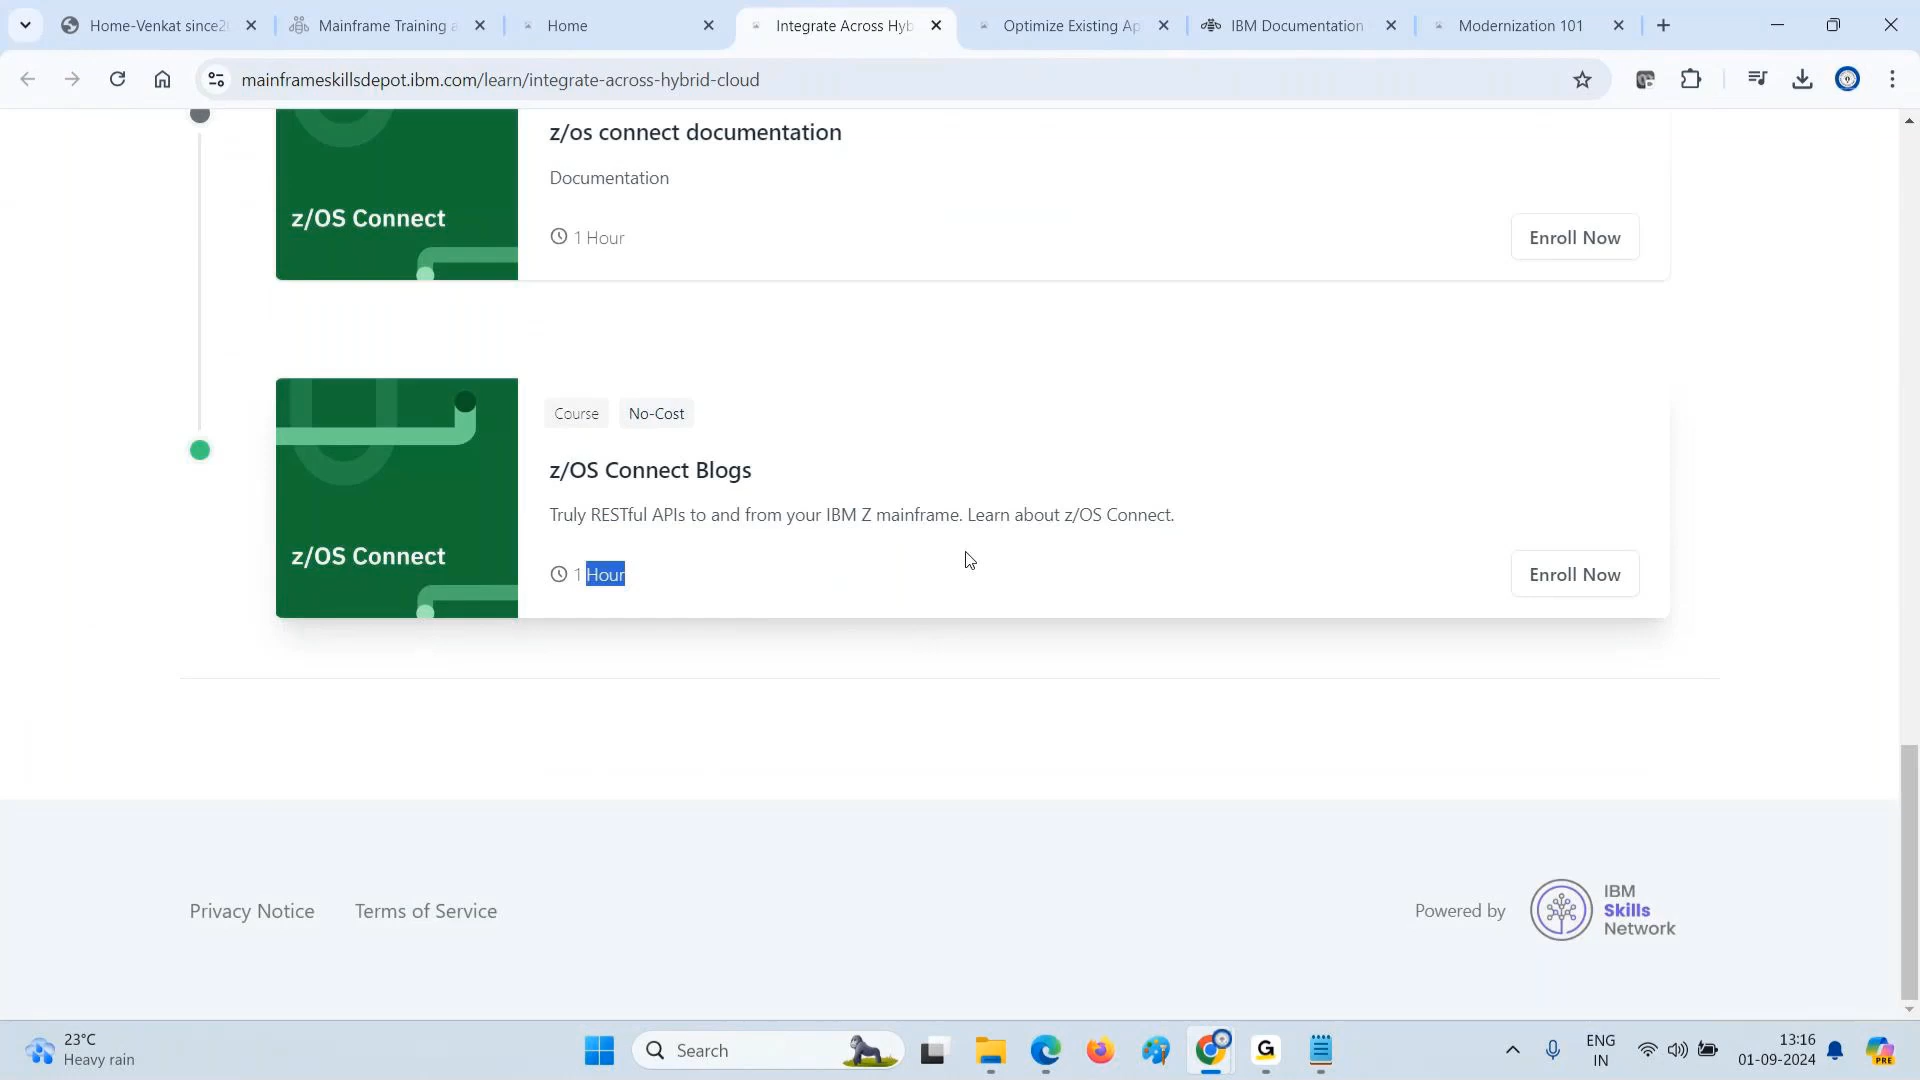 Home-Venkat since2
Mainframe Training a
Home
Integrate Across Hyb
Optimize Existing Ap
IBM Documentation
Modernization 101
mainframeskillsdepot.ibm.com/learn/integrate-across-hybrid-cloud
z/OS Connect
z/os connect documentation
Documentation
1 Hour
Enroll Now
z/OS Connect
Course No-Cost
z/OS Connect Blogs
Truly RESTful APIs to and from your IBM Z mainframe. Learn about z/OS Connect.
1 Hour
Enroll Now
Privacy Notice Terms of Service
Powered by
IBM
Skills
Network
23°C
Heavy rain
Search
ENG
IN
13:16
01-09-2024
PRE